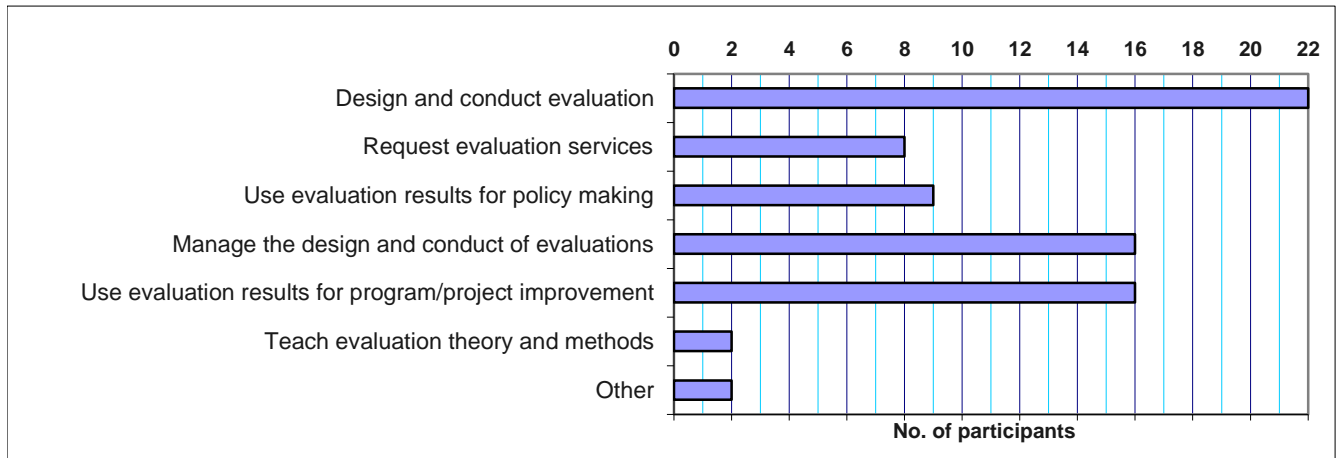 0 2 4 6 8 10 12 14 16 18 20 22
Design and conduct evaluation
Request evaluation services
Use evaluation results for policy making
Manage the design and conduct of evaluations
Use evaluation results for program/project improvement
Teach evaluation theory and methods
Other
No. of participants